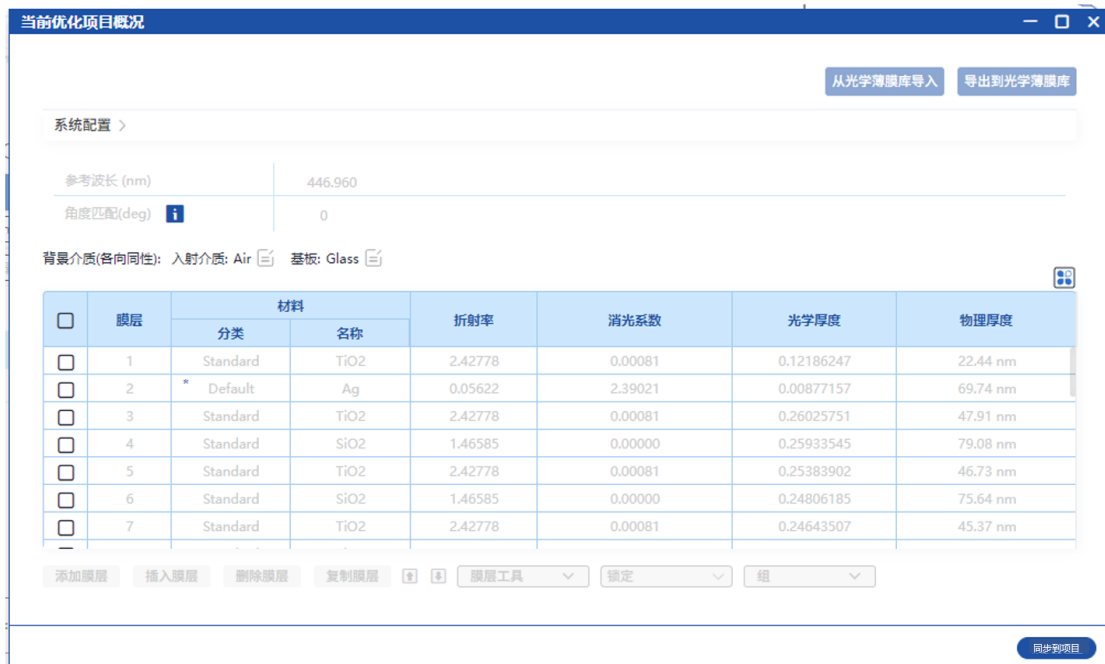 当前优化项目概况
从光学薄膜库导入 导出到光学薄膜库
系统配置 >
参考波长 (nm) 446.960
角度匹配(deg) i 0
背景介质(各向同性): 入射介质: Air 基板: Glass
膜层 材料 折射率 消光系数 光学厚度 物理厚度
分类 名称
1 Standard TiO2 2.42778 0.00081 0.12186247 22.44 nm
2 * Default Ag 0.05622 2.39021 0.00877157 69.74 nm
3 Standard TiO2 2.42778 0.00081 0.26025751 47.91 nm
4 Standard SiO2 1.46585 0.00000 0.25933545 79.08 nm
5 Standard TiO2 2.42778 0.00081 0.25383902 46.73 nm
6 Standard SiO2 1.46585 0.00000 0.24806185 75.64 nm
7 Standard TiO2 2.42778 0.00081 0.24643507 45.37 nm
添加膜层 插入膜层 删除膜层 复制膜层 膜层工具 锁定 组
同步到项目